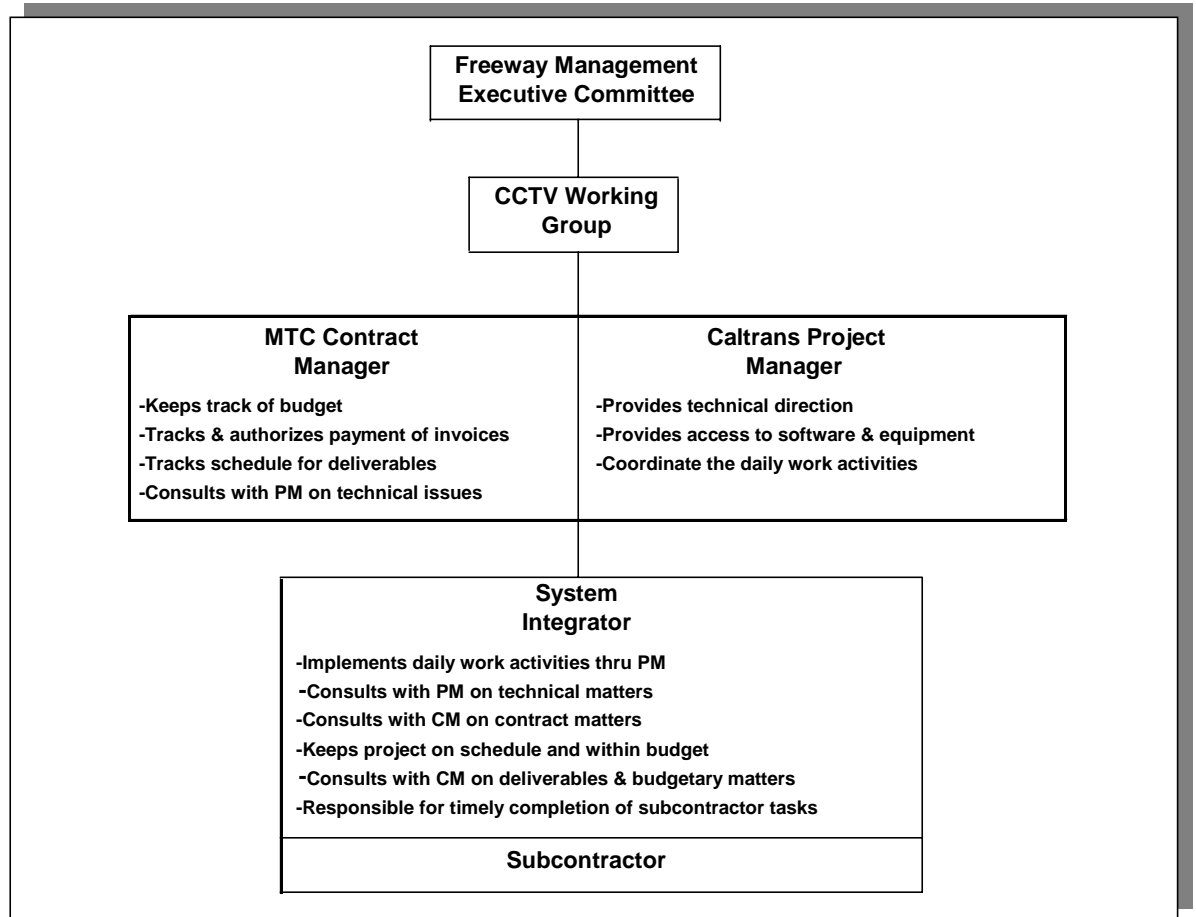 Freeway Management
Executive Committee
CCTV Working
Group
MTC Contract
Manager
-Keeps track of budget
-Tracks & authorizes payment of invoices
-Tracks schedule for deliverables
-Consults with PM on technical issues
Caltrans Project
Manager
-Provides technical direction
-Provides access to software & equipment
-Coordinate the daily work activities
System
Integrator
-Implements daily work activities thru PM
-Consults with PM on technical matters
-Consults with CM on contract matters
-Keeps project on schedule and within budget
-Consults with CM on deliverables & budgetary matters
-Responsible for timely completion of subcontractor tasks
Subcontractor